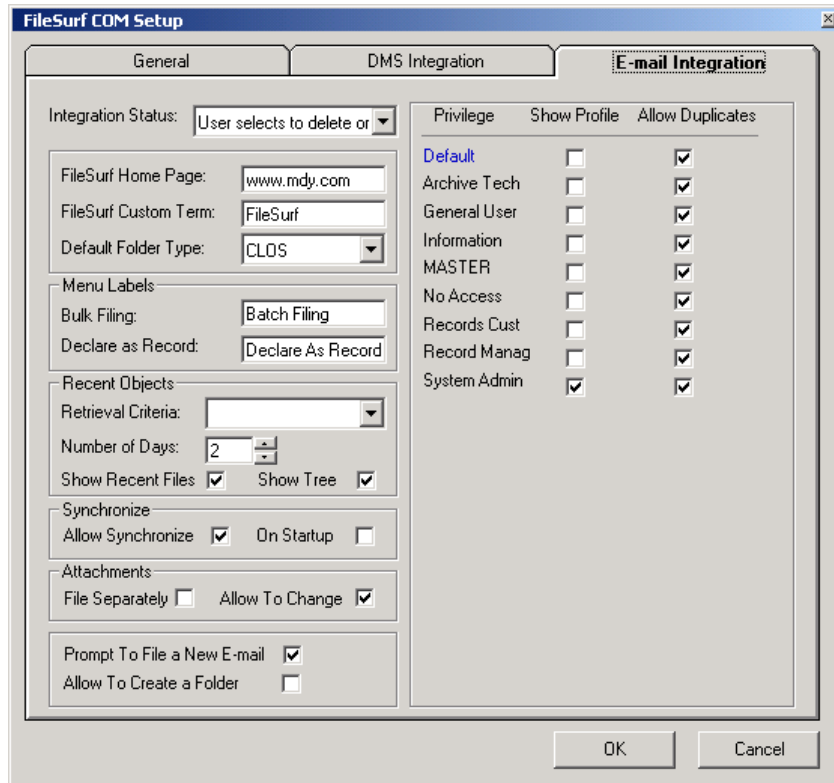 FileSurf COM Setup
General
DMS Integration
E-mail Integration
Integration Status: User selects to delete or
FileSurf Home Page: www.mdy.com
FileSurf Custom Term: FileSurf
Default Folder Type: CLOS
Menu Labels
Bulk Filing: Batch Filing
Declare as Record: Declare As Record
Recent Objects
Retrieval Criteria:
Number of Days: 2
Show Recent Files Show Tree
Synchronize
Allow Synchronize On Startup
Attachments
File Separately Allow To Change
Prompt To File a New E-mail
Allow To Create a Folder
Privilege Show Profile Allow Duplicates
Default
Archive Tech
General User
Information
MASTER
No Access
Records Cust
Record Manag
System Admin
OK
Cancel